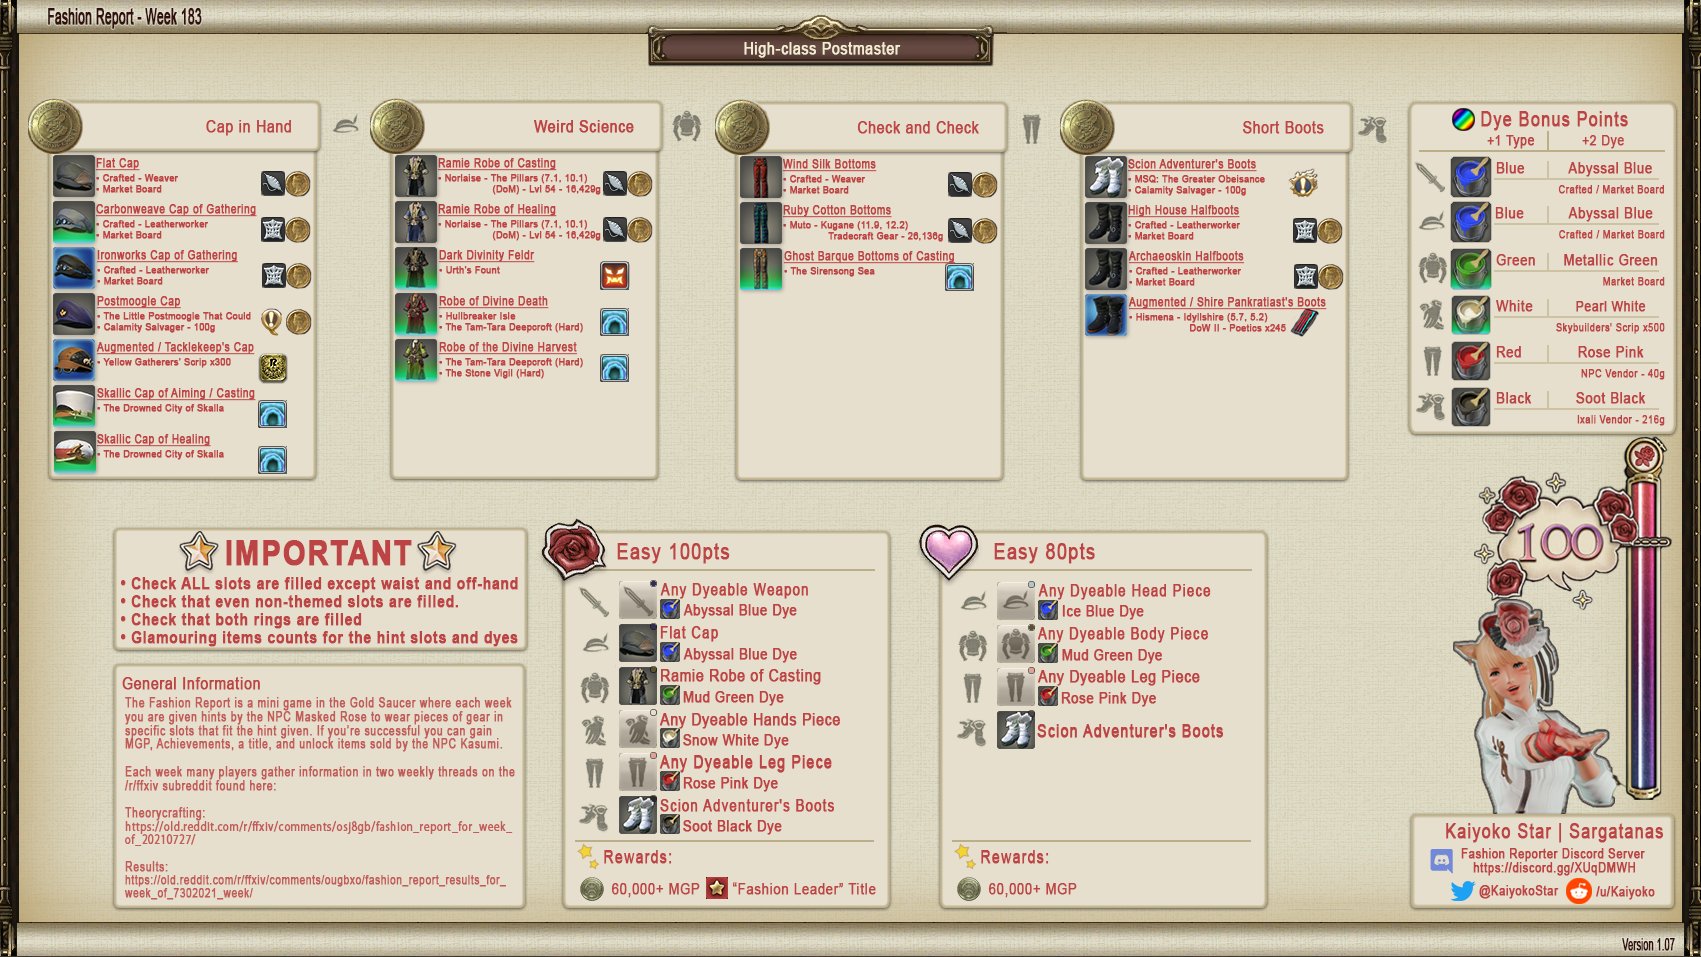 Fashion Report - Week 183
High-class Postmaster
Cap in Hand
Flat Cap
• Crafted - Weaver
• Market Board
Carbonweave Cap of Gathering
• Crafted - Leatherworker
• Market Board
Ironworks Cap of Gathering
• Crafted - Leatherworker
• Market Board
Postmoogle Cap
• The Little Postmoogle That Could
• Calamity Salvager - 100g
Augmented / Tacklekeep's Cap
• Yellow Gatherers' Scrip x300
Skallic Cap of Aiming / Casting
• The Drowned City of Skalla
Skallic Cap of Healing
• The Drowned City of Skalla
Weird Science
Ramie Robe of Casting
• Norlaise - The Pillars (7.1, 10.1)
(DoM) - Lvl 54 - 16,429g
Ramie Robe of Healing
• Norlaise - The Pillars (7.1, 10.1)
(DoM) - Lvl 54 - 16,429g
Dark Divinity Feldr
• Urth's Fount
Robe of Divine Death
• Hullbreaker Isle
• The Tam-Tara Deepcroft (Hard)
Robe of the Divine Harvest
• The Tam-Tara Deepcroft (Hard)
• The Stone Vigil (Hard)
Check and Check
Wind Silk Bottoms
• Crafted - Weaver
• Market Board
Ruby Cotton Bottoms
• Muto - Kugane (11.9, 12.2)
Tradecraft Gear - 26,136g
Ghost Barque Bottoms of Casting
• The Sirensong Sea
Short Boots
Scion Adventurer's Boots
• MSQ: The Greater Obeisance
• Calamity Salvager - 100g
High House Halfboots
• Crafted - Leatherworker
• Market Board
Archaeoskin Halfboots
• Crafted - Leatherworker
• Market Board
Augmented / Shire Pankratiast's Boots
• Hismena - Idyllshire (5.7, 5.2)
DoW II - Poetics x245
Dye Bonus Points
+1 Type +2 Dye
Blue Abyssal Blue
Crafted / Market Board
Blue Abyssal Blue
Crafted / Market Board
Green Metallic Green
Market Board
White Pearl White
Skybuilders' Scrip x500
Red Rose Pink
NPC Vendor - 40g
Black Soot Black
Ixali Vendor - 216g
IMPORTANT
• Check ALL slots are filled except waist and off-hand
• Check that even non-themed slots are filled.
• Check that both rings are filled
• Glamouring items counts for the hint slots and dyes
General Information
The Fashion Report is a mini game in the Gold Saucer where each week
you are given hints by the NPC Masked Rose to wear pieces of gear in
specific slots that fit the hint given. If you're successful you can gain
MGP, Achievements, a title, and unlock items sold by the NPC Kasumi.
Each week many players gather information in two weekly threads on the
/r/ffxiv subreddit found here:
Theorycrafting:
https://old.reddit.com/r/ffxiv/comments/osj8gb/fashion_report_for_week_
of_20210727/
Results:
https://old.reddit.com/r/ffxiv/comments/ougbxo/fashion_report_results_for_
week_of_7302021_week/
Easy 100pts
Any Dyeable Weapon
Abyssal Blue Dye
Flat Cap
Abyssal Blue Dye
Ramie Robe of Casting
Mud Green Dye
Any Dyeable Hands Piece
Snow White Dye
Any Dyeable Leg Piece
Rose Pink Dye
Scion Adventurer's Boots
Soot Black Dye
Rewards:
60,000+ MGP "Fashion Leader" Title
Easy 80pts
Any Dyeable Head Piece
Ice Blue Dye
Any Dyeable Body Piece
Mud Green Dye
Any Dyeable Leg Piece
Rose Pink Dye
Scion Adventurer's Boots
Rewards:
60,000+ MGP
100
Kaiyoko Star | Sargatanas
Fashion Reporter Discord Server
https://discord.gg/XUqDMWH
@KaiyokoStar /u/Kaiyoko
Version 1.07